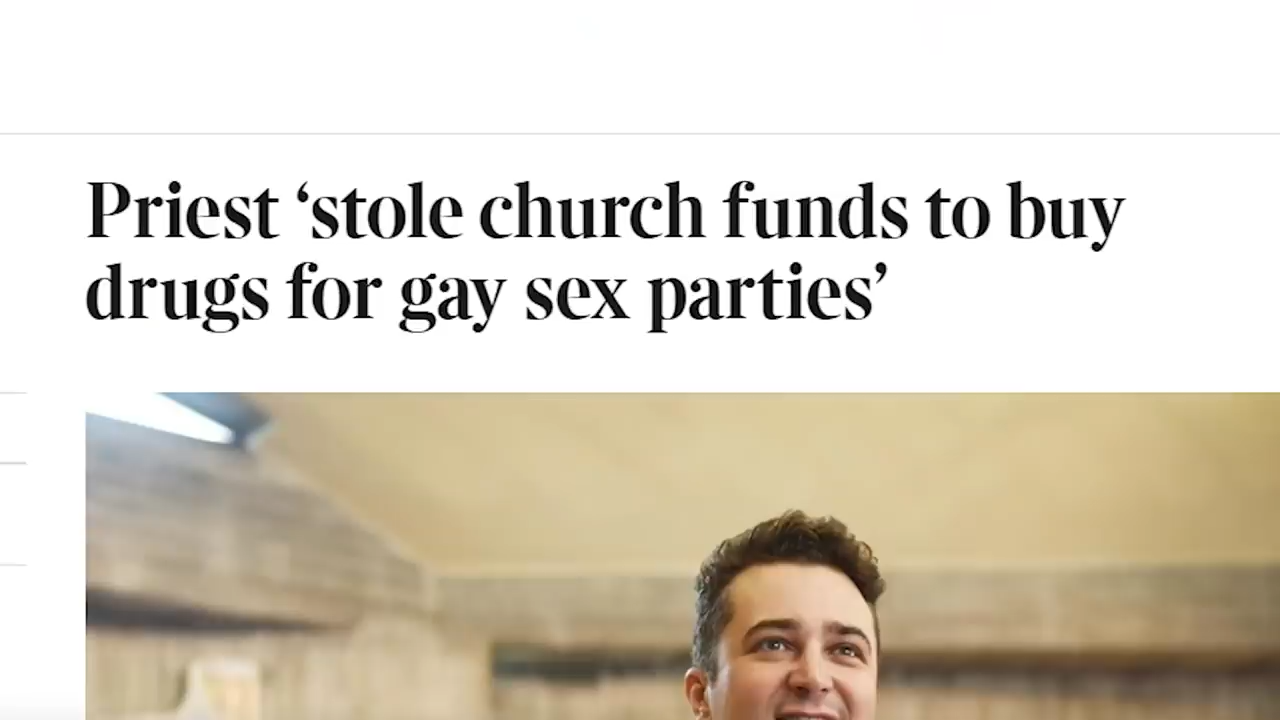 Priest ‘stole church funds to buy
drugs for gay sex parties’